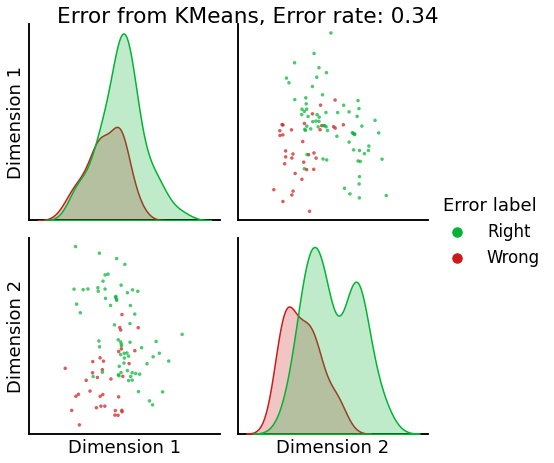 Error from KMeans, Error rate: 0.34
Dimension 1
Error label
Right
Wrong
Dimension 2
Dimension 1
Dimension 2